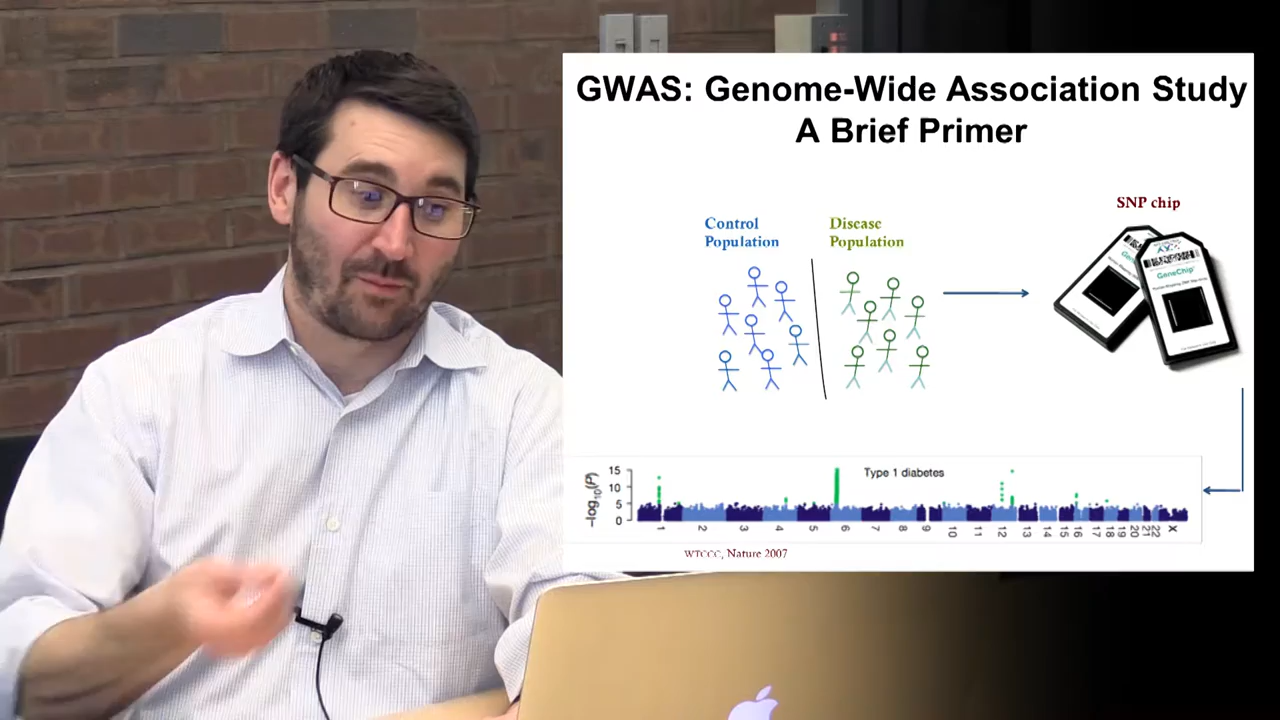 GWAS: Genome-Wide Association Study
A Brief Primer
SNP chip
Control
Population
Disease
Population
GeneChip
Type 1 diabetes
15
10
5
0
-log10(P)
1 2 3 4 5 6 7 8 9 10 11 12 13 14 15 16 17 18 19 20 21 22 X
WTCCC, Nature 2007